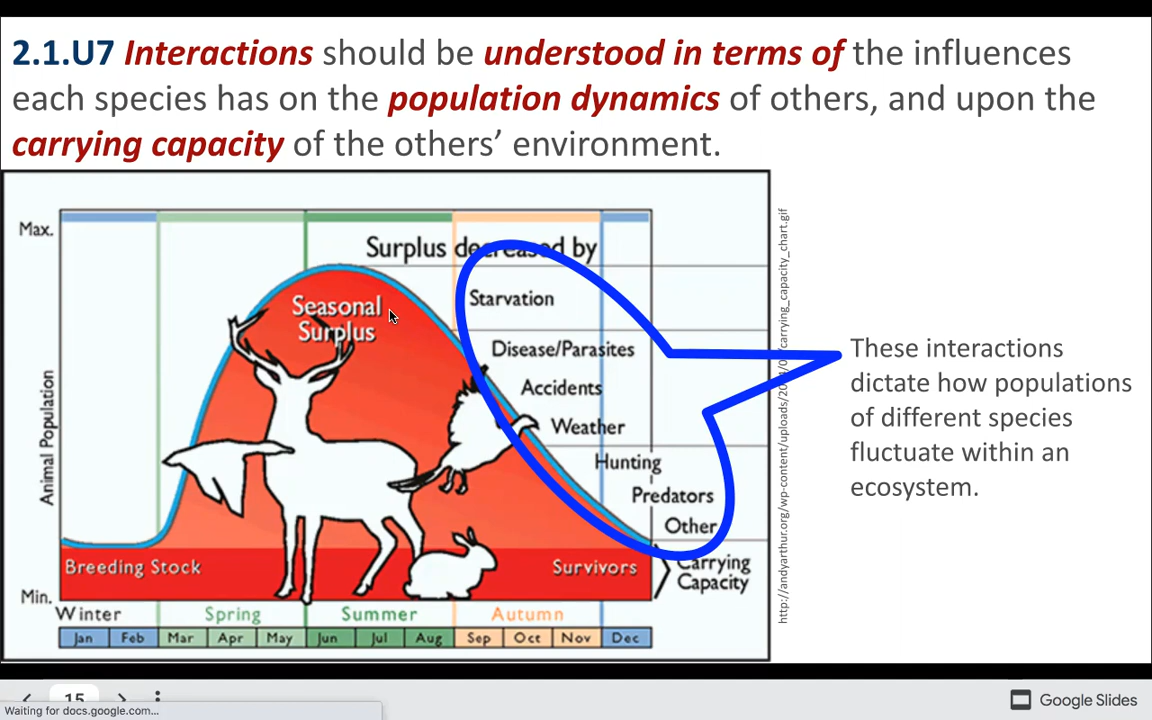 2.1.U7 Interactions should be understood in terms of the influences
each species has on the population dynamics of others, and upon the
carrying capacity of the others' environment.
Max.
Surplus decreased by
Seasonal
Surplus
Starvation
Disease/Parasites
Accidents
Weather
Hunting
Predators
Other
Animal Population
Breeding Stock
Survivors
Carrying
Capacity
Min.
Winter Spring Summer Autumn
Jan Feb Mar Apr May Jun Jul Aug Sep Oct Nov Dec
These interactions
dictate how populations
of different species
fluctuate within an
ecosystem.
15
Google Slides
Waiting for docs.google.com...